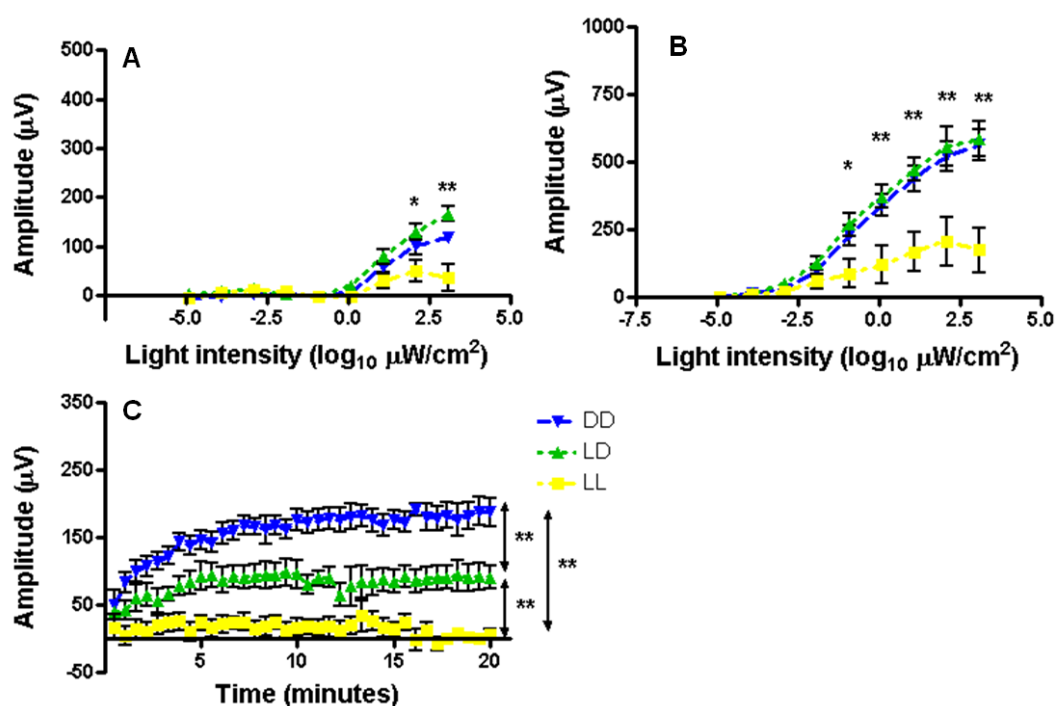 A
Amplitude (µV)
500
400
300
200
100
0
* **
-5.0 -2.5 0.0 2.5 5.0
Light intensity (log10 µW/cm2)
B
Amplitude (µV)
1000
750
500
250
0
* ** ** ** **
-7.5 -5.0 -2.5 0.0 2.5 5.0
Light intensity (log10 µW/cm2)
C
Amplitude (µV)
350
250
150
50
-50
5 10 15 20
Time (minutes)
**
**
**
DD
LD
LL